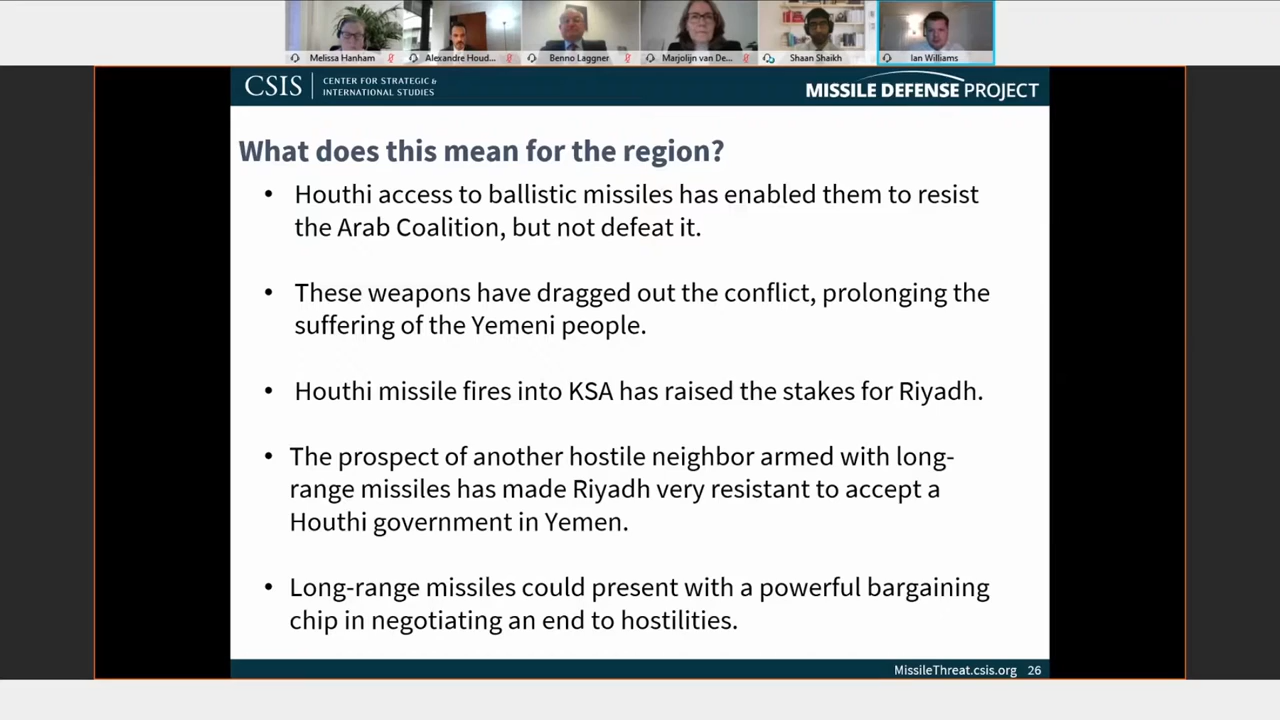 Melissa Hanham
Alexandre Houd...
Benno Laggner
Marjolijn van De...
Shaan Shaikh
Ian Williams
CSIS
CENTER FOR STRATEGIC &
INTERNATIONAL STUDIES
MISSILE DEFENSE PROJECT
What does this mean for the region?
• Houthi access to ballistic missiles has enabled them to resist
the Arab Coalition, but not defeat it.
• These weapons have dragged out the conflict, prolonging the
suffering of the Yemeni people.
• Houthi missile fires into KSA has raised the stakes for Riyadh.
• The prospect of another hostile neighbor armed with long-
range missiles has made Riyadh very resistant to accept a
Houthi government in Yemen.
• Long-range missiles could present with a powerful bargaining
chip in negotiating an end to hostilities.
MissileThreat.csis.org 26